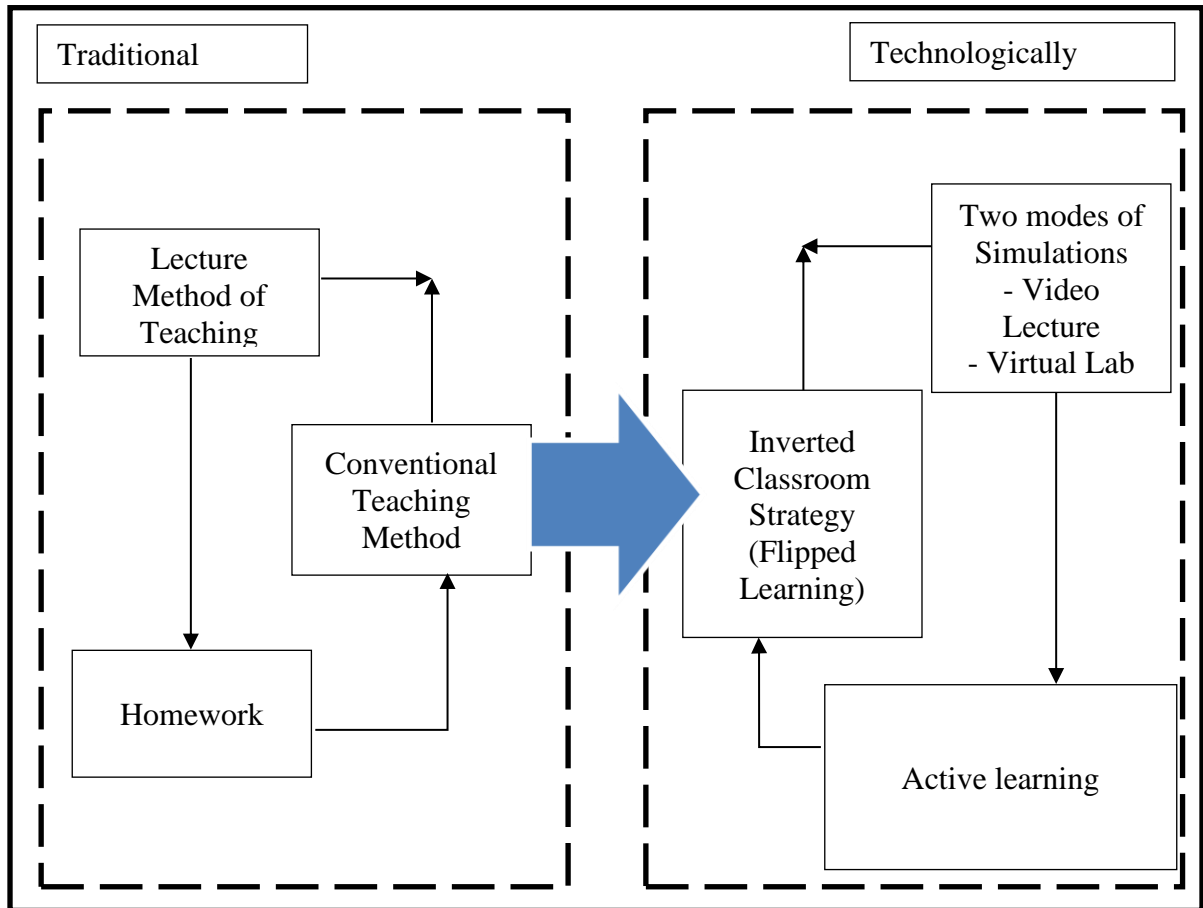 Traditional
Technologically
Lecture
Method of
Teaching
Conventional
Teaching
Method
Homework
Two modes of
Simulations
- Video
Lecture
- Virtual Lab
Inverted
Classroom
Strategy
(Flipped
Learning)
Active learning